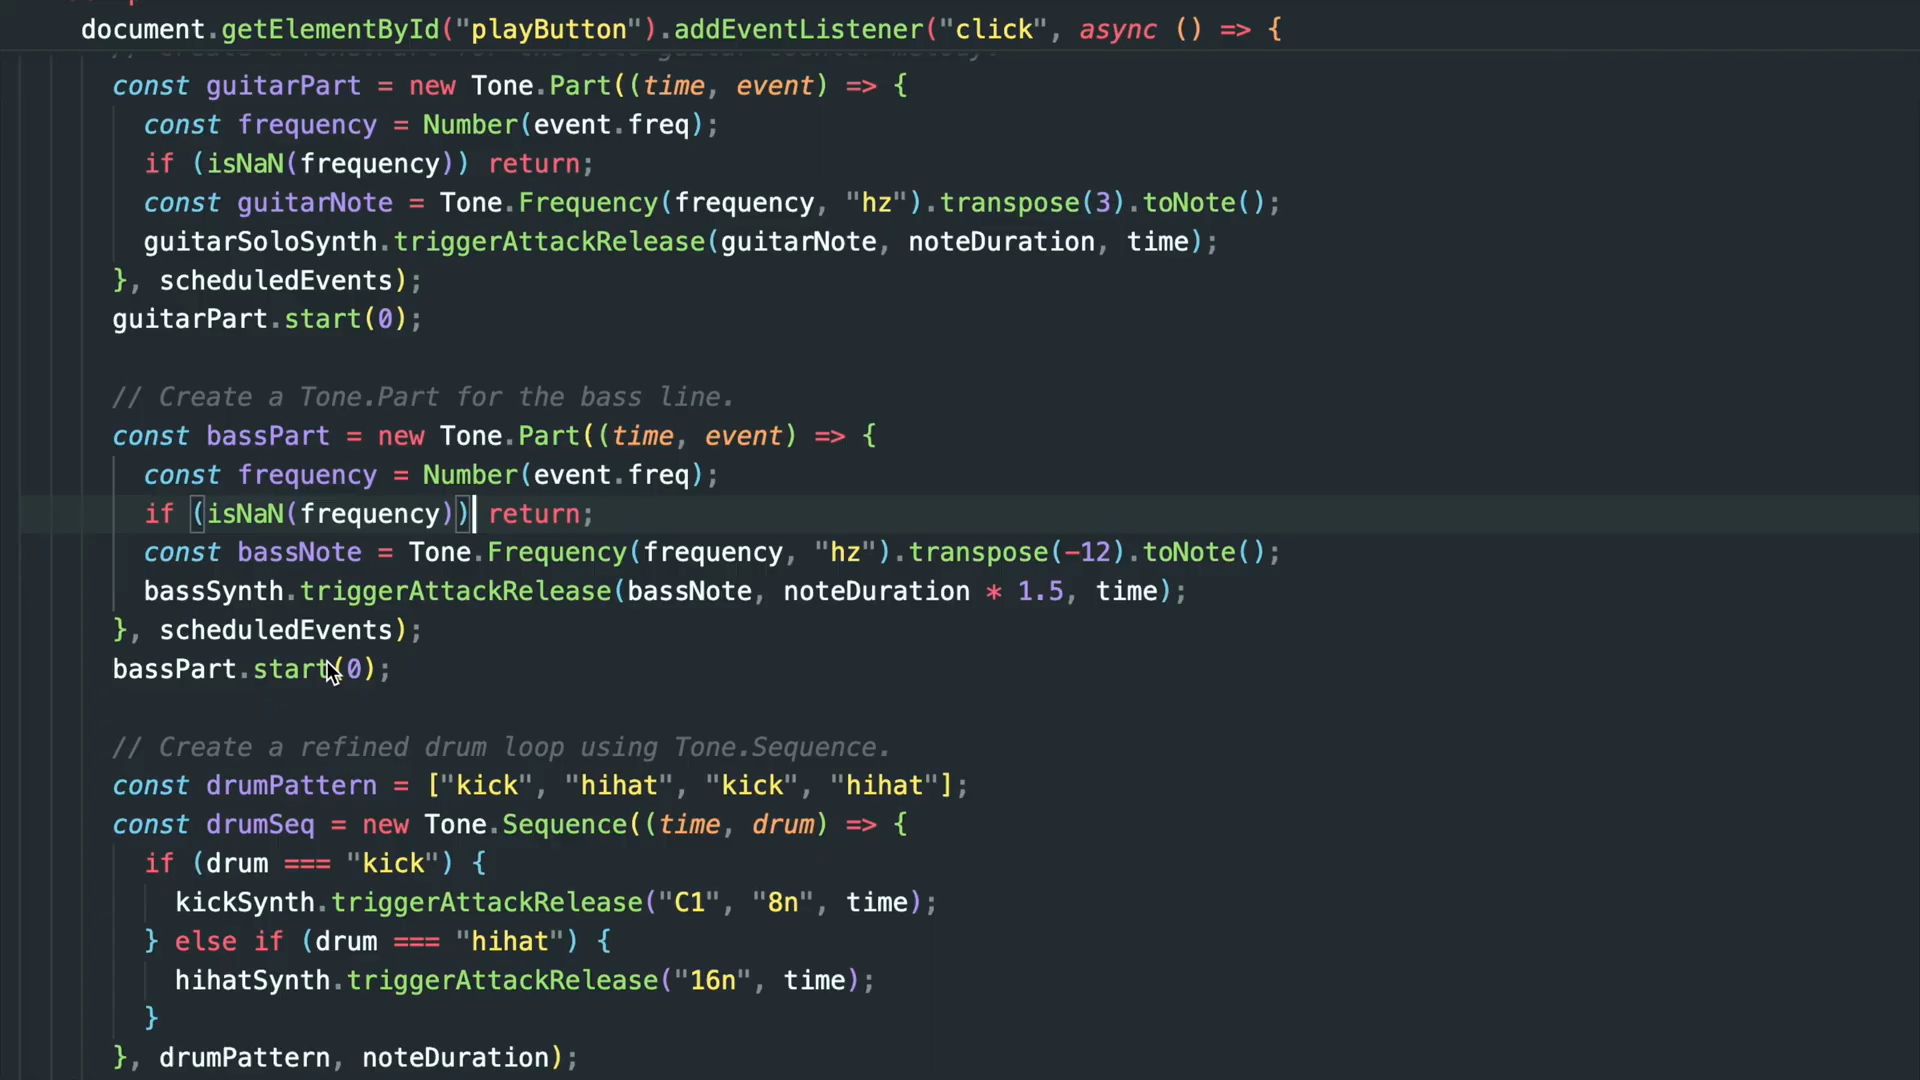 document.getElementById("playButton").addEventListener("click", async () => {
const guitarPart = new Tone.Part((time, event) => {
const frequency = Number(event.freq);
if (isNaN(frequency)) return;
const guitarNote = Tone.Frequency(frequency, "hz").transpose(3).toNote();
guitarSoloSynth.triggerAttackRelease(guitarNote, noteDuration, time);
}, scheduledEvents);
guitarPart.start(0);
// Create a Tone.Part for the bass line.
const bassPart = new Tone.Part((time, event) => {
const frequency = Number(event.freq);
if (isNaN(frequency)) return;
const bassNote = Tone.Frequency(frequency, "hz").transpose(-12).toNote();
bassSynth.triggerAttackRelease(bassNote, noteDuration * 1.5, time);
}, scheduledEvents);
bassPart.start(0);
// Create a refined drum loop using Tone.Sequence.
const drumPattern = ["kick", "hihat", "kick", "hihat"];
const drumSeq = new Tone.Sequence((time, drum) => {
if (drum === "kick") {
kickSynth.triggerAttackRelease("C1", "8n", time);
} else if (drum === "hihat") {
hihatSynth.triggerAttackRelease("16n", time);
}
}, drumPattern, noteDuration);